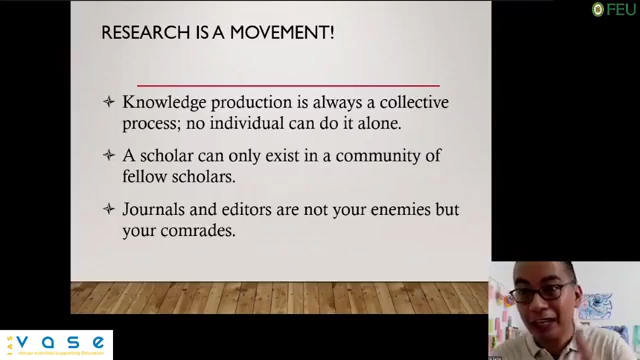 FEU
RESEARCH IS A MOVEMENT!
Knowledge production is always a collective
process; no individual can do it alone.
A scholar can only exist in a community of
fellow scholars.
Journals and editors are not your enemies but
your comrades.
IAS
vase